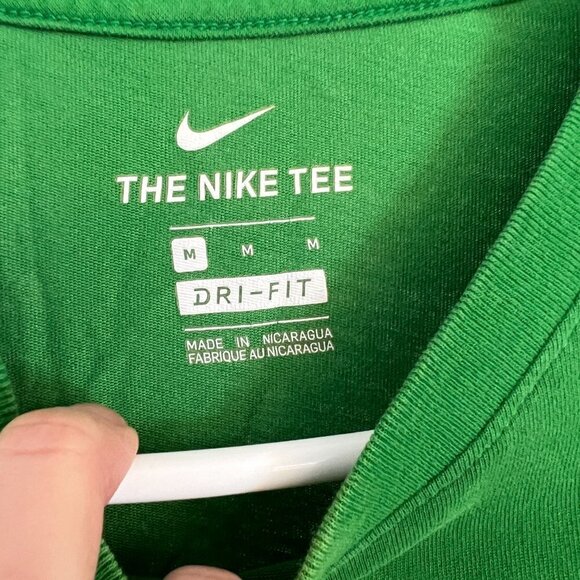 THE NIKE TEE
M M M
DRI-FIT
MADE IN NICARAGUA
FABRIQUE AU NICARAGUA